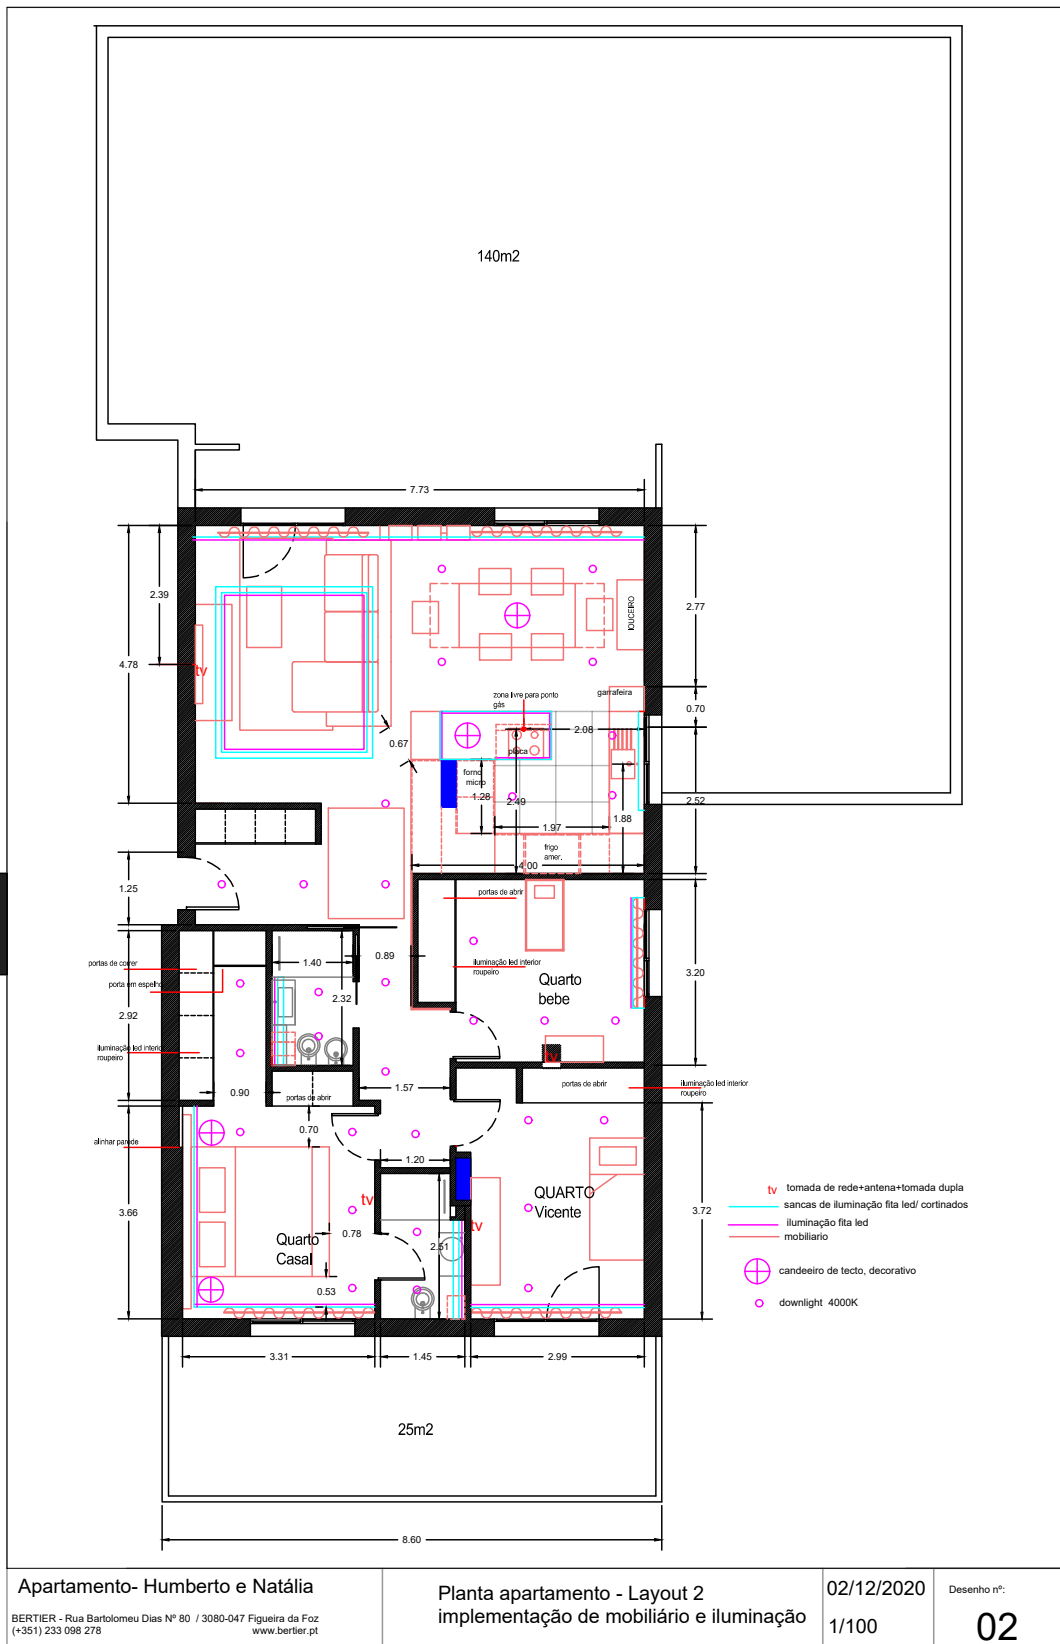 140m2
7.73
2.39
4.78
2.77
0.70
2.52
tv
lOUCEIRO
zona livre para ponto
gás
garrafeira
2.08
0.67
placa
forno
micro
1.28
2.49
1.88
1.97
frigo
amer.
4.00
1.25
portas de abrir
portas de correr
porta em espelho
1.40
0.89
2.32
iluminação led interior
roupeiro
Quarto
bebe
3.20
2.92
iluminação led interior
roupeiro
tv
0.90
portas de abrir
1.57
portas de abrir
iluminação led interior
roupeiro
0.70
alinhar parede
1.20
3.66
tv
QUARTO
Vicente
3.72
tv
Quarto
Casal
0.78
2.51
0.53
3.31
1.45
2.99
tv tomada de rede+antena+tomada dupla
sancas de iluminação fita led/ cortinados
iluminação fita led
mobiliario
candeeiro de tecto, decorativo
downlight 4000K
25m2
8.60
Apartamento- Humberto e Natália
BERTIER - Rua Bartolomeu Dias Nº 80 / 3080-047 Figueira da Foz
(+351) 233 098 278 www.bertier.pt
Planta apartamento - Layout 2
implementação de mobiliário e iluminação
02/12/2020
1/100
Desenho nº:
02